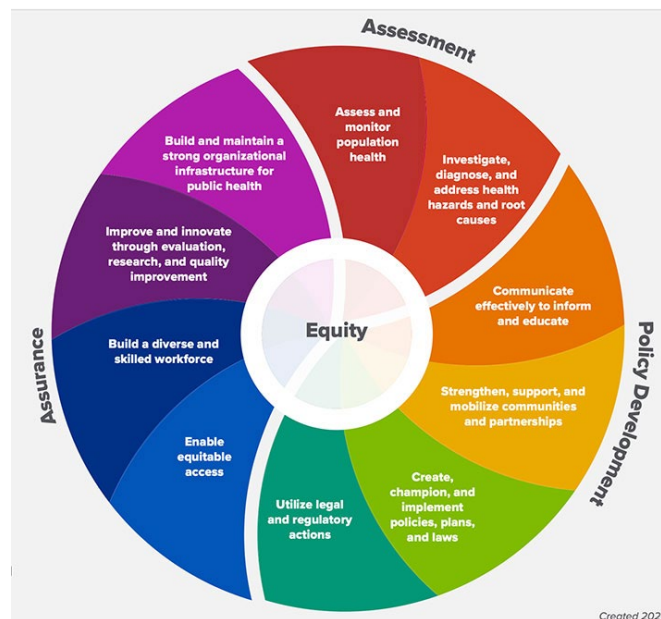 Assessment
Assess and
monitor
population
health
Investigate,
diagnose, and
address health
hazards and root
causes
Communicate
effectively to inform
and educate
Strengthen, support, and
mobilize communities
and partnerships
Create,
champion, and
implement
policies, plans,
and laws
Utilize legal
and regulatory
actions
Enable
equitable
access
Build a diverse and
skilled workforce
Improve and innovate
through evaluation,
research, and quality
improvement
Build and maintain a
strong organizational
infrastructure for
public health
Equity
Policy Development
Assurance
Created 202